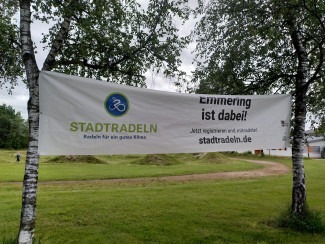 Emmering
ist dabei!
STADTRADELN
Radeln für ein gutes Klima
Jetzt registrieren und mitradeln!
stadtradeln.de